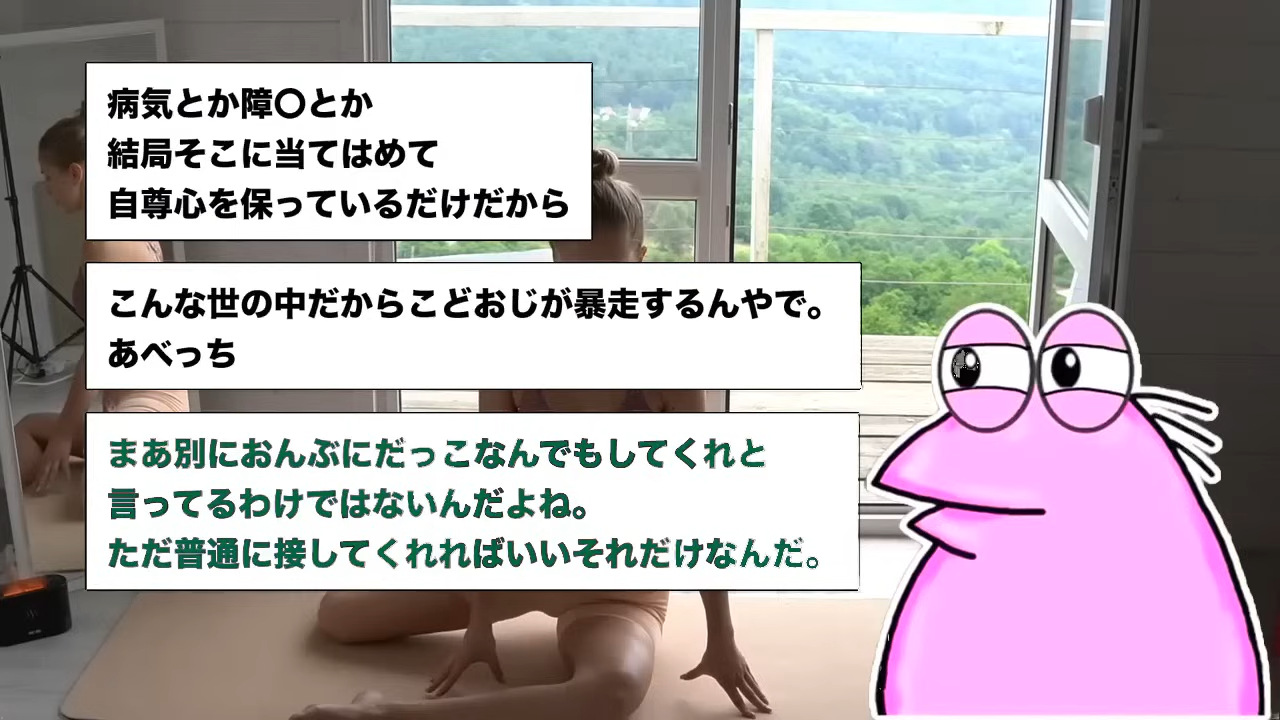 病気とか障〇とか
結局そこに当てはめて
自尊心を保っているだけだから
こんな世の中だからこどおじが暴走するんやで。
あべっち
まあ別におんぶにだっこなんでもしてくれと
言ってるわけではないんだよね。
ただ普通に接してくれればいいそれだけなんだ。